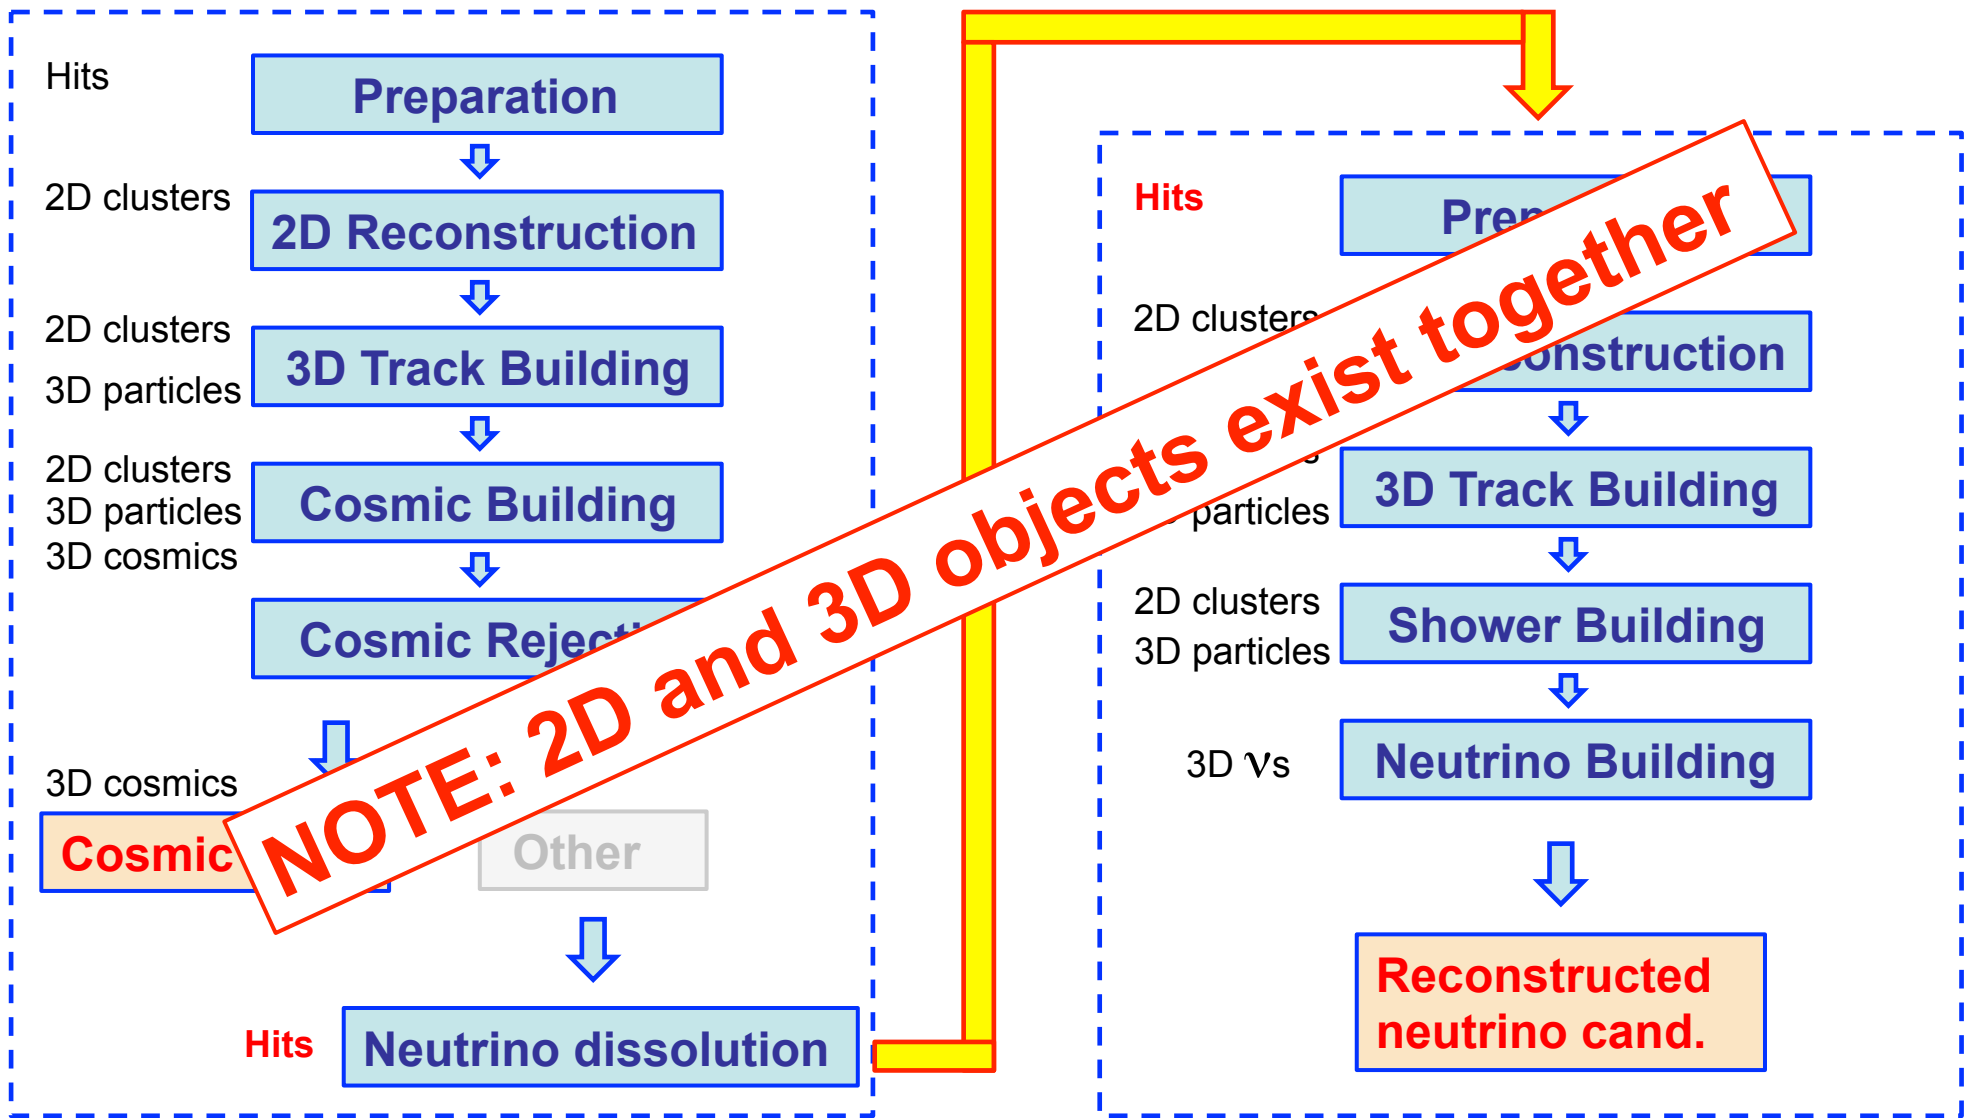 Hits
Preparation
2D clusters
2D Reconstruction
2D clusters
3D Track Building
3D particles
2D clusters
3D particles
3D cosmics
Cosmic Building
Cosmic
3D cosmics
Cosmic
Other
Hits
Neutrino dissolution
NOTE: 2D and 3D objects exist together
Hits
2D clusters
3D Track Building
particles
2D clusters
3D particles
Shower Building
3D νs
Neutrino Building
Reconstructed
neutrino cand.